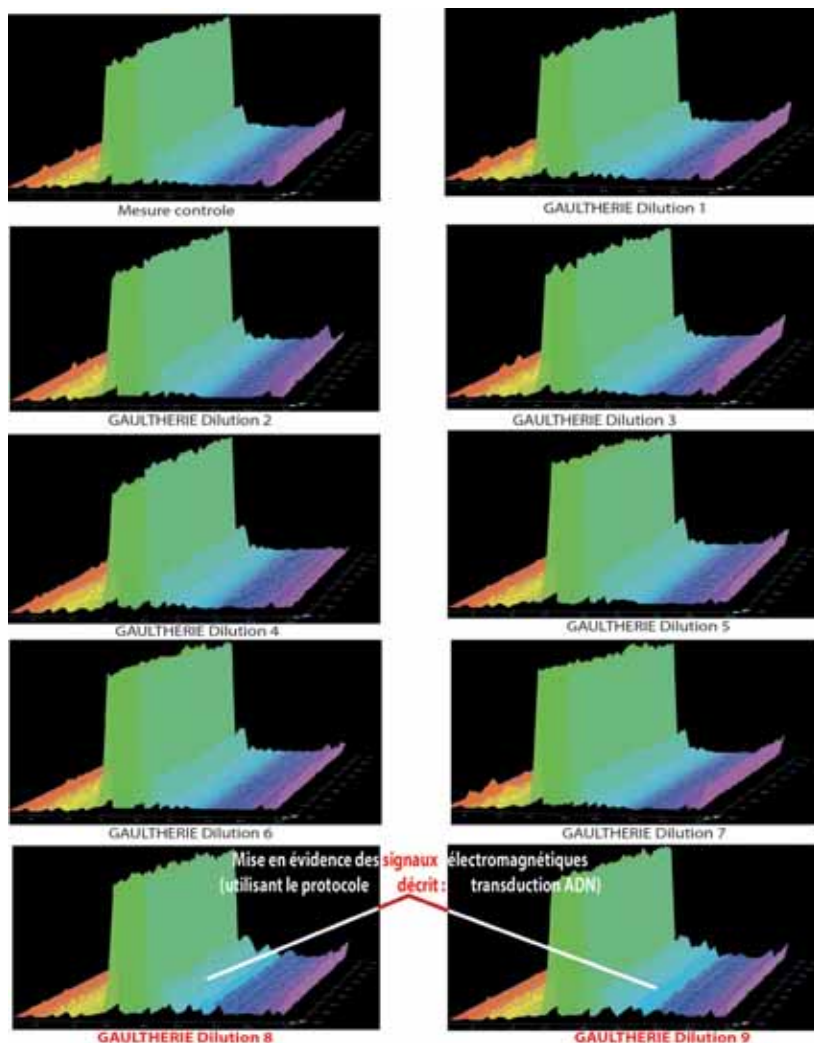 Mesure controle
GAULTHERIE Dilution 1
GAULTHERIE Dilution 2
GAULTHERIE Dilution 3
GAULTHERIE Dilution 4
GAULTHERIE Dilution 5
GAULTHERIE Dilution 6
GAULTHERIE Dilution 7
Mise en évidence des signaux électromagnétiques
(utilisant le protocole décrit : transduction ADN)
GAULTHERIE Dilution 8
GAULTHERIE Dilution 9